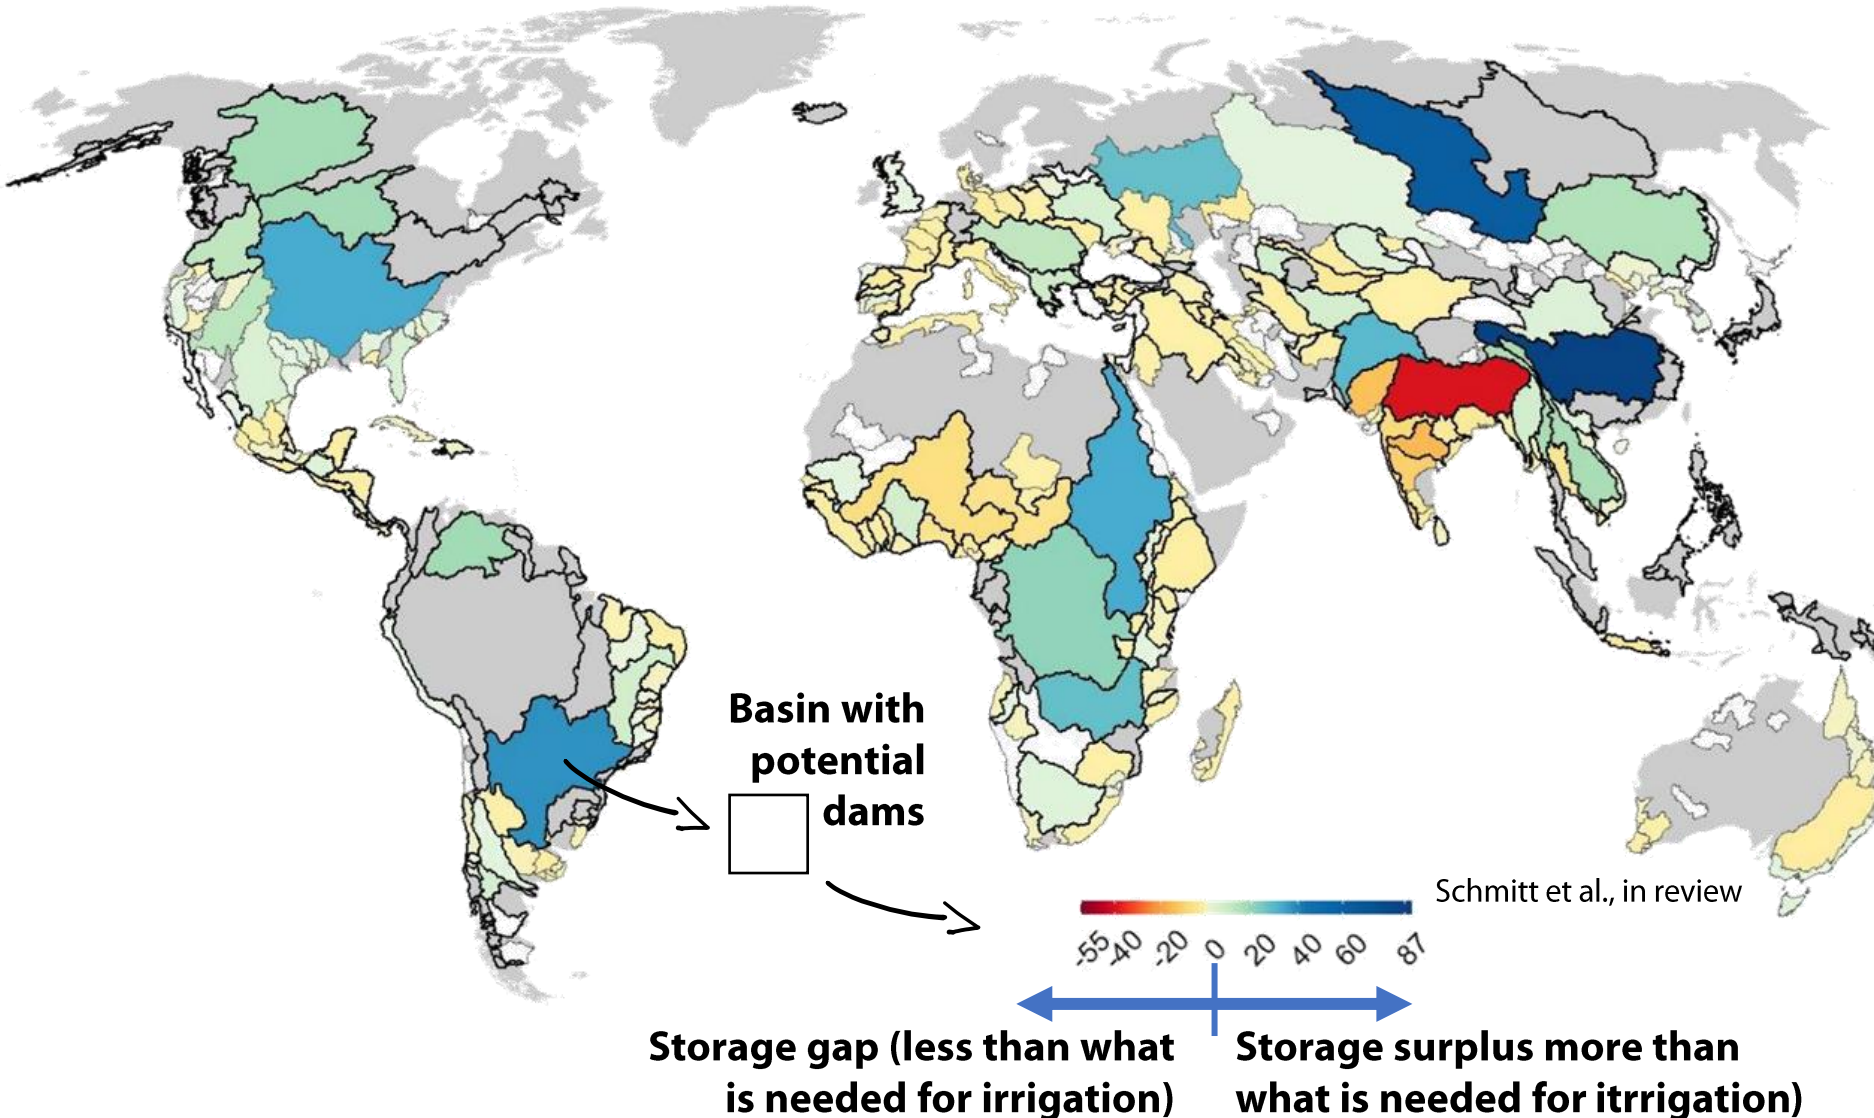 Basin with
potential
dams
Schmitt et al., in review
-55 -40 -20 0 20 40 60 87
Storage gap (less than what
is needed for irrigation)
Storage surplus more than
what is needed for itrrigation)